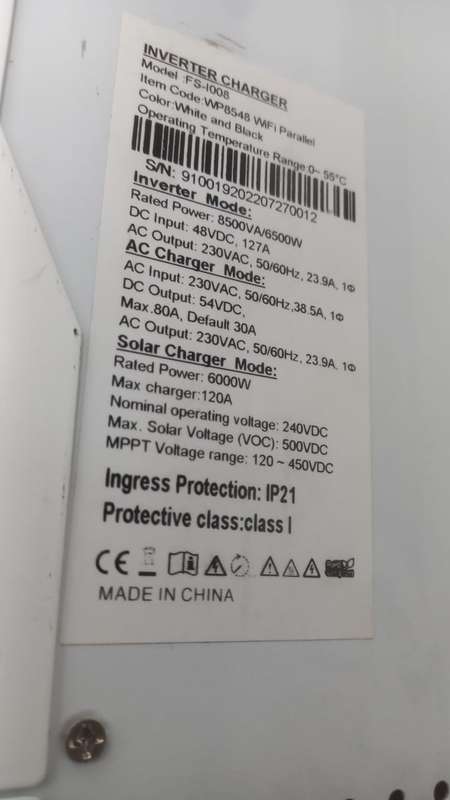 INVERTER CHARGER
Model :FS-I008
Item Code:WP8548 WiFi Parallel
Color:White and Black
Operating Temperature Range:0~ 55°C
S/N: 910019202207270012
Inverter Mode:
Rated Power: 8500VA/6500W
DC Input: 48VDC, 127A
AC Output: 230VAC, 50/60Hz, 23.9A, 1Φ
AC Charger Mode:
AC Input: 230VAC, 50/60Hz,38.5A, 1Φ
DC Output: 54VDC,
Max.80A, Default 30A
AC Output: 230VAC, 50/60Hz, 23.9A. 1Φ
Solar Charger Mode:
Rated Power: 6000W
Max charger:120A
Nominal operating voltage: 240VDC
Max. Solar Voltage (VOC): 500VDC
MPPT Voltage range: 120 ~ 450VDC
Ingress Protection: IP21
Protective class:class I
CE
MADE IN CHINA